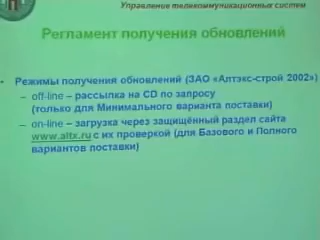 Управление телекоммуникационных систем
Регламент получения обновлений
• Режимы получения обновлений (ЗАО «Алтэкс-строй 2002»)
– off-line – рассылка на CD по запросу
(только для Минимального варианта поставки)
– on-line – загрузка через защищённый раздел сайта
www.altx.ru с их проверкой (для Базового и Полного
вариантов поставки)